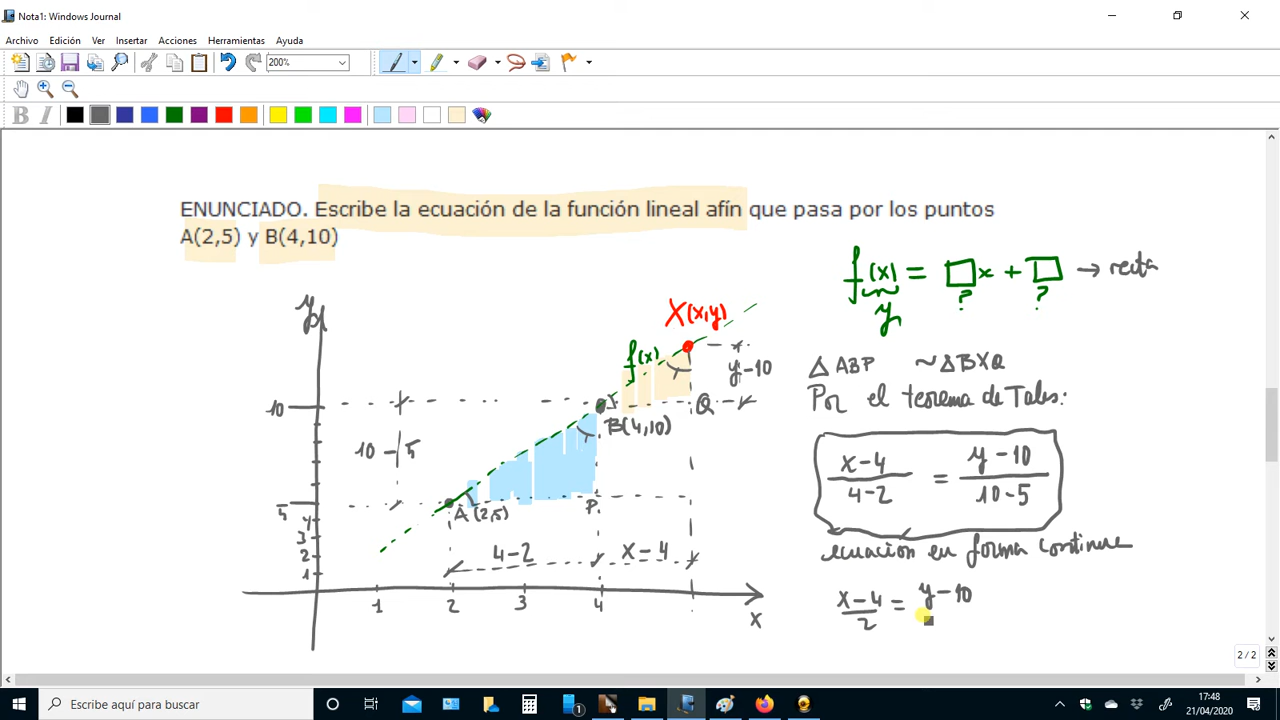 Nota1: Windows Journal
Archivo Edición Ver Insertar Acciones Herramientas Ayuda
200%
B I
ENUNCIADO. Escribe la ecuación de la función lineal afín que pasa por los puntos
A(2,5) y B(4,10)
f(x) = □x + □ → recta
y ? ?
y
X(x,y)
f(x)
y-10
Q
10
B(4,10)
10-5
△ABP ~△BXQ
Por el teorema de Tales:
x-4 / 4-2 = y-10 / 10-5
ecuación en forma continua
5
4
3
2
1
A(2,5)
P
4-2 x-4
1 2 3 4 x
x-4 / 2 = y-10
2 / 2
Escribe aquí para buscar
1
17:48
21/04/2020